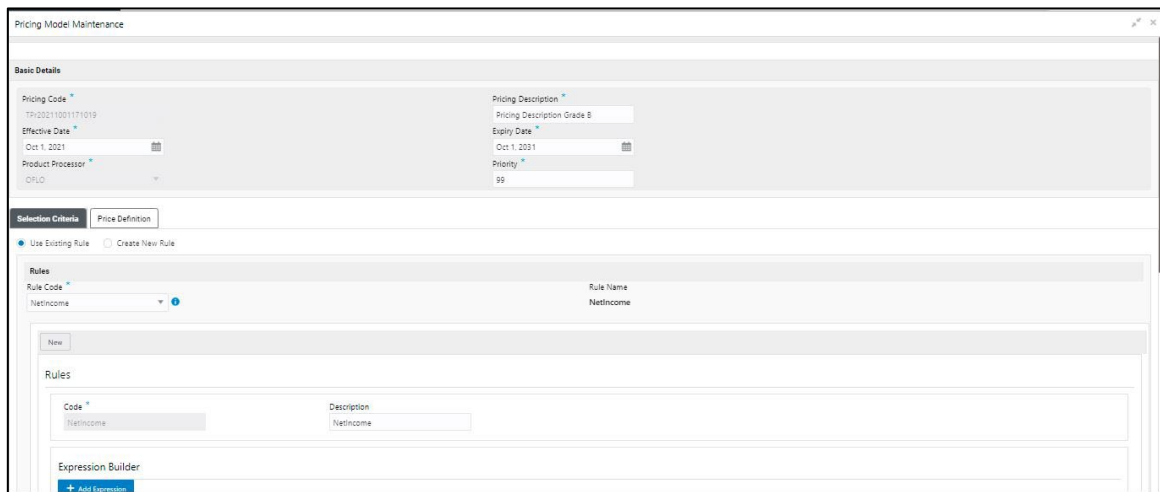 Pricing Model Maintenance
Basic Details
Pricing Code *
Pricing Description *
TPr20211001171019
Pricing Description Grade B
Effective Date *
Expiry Date *
Oct 1, 2021
Oct 1, 2031
Product Processor *
Priority *
OFLO
99
Selection Criteria
Price Definition
Use Existing Rule
Create New Rule
Rules
Rule Code *
Rule Name
NetIncome
NetIncome
New
Rules
Code *
Description
NetIncome
NetIncome
Expression Builder
+ Add Expression